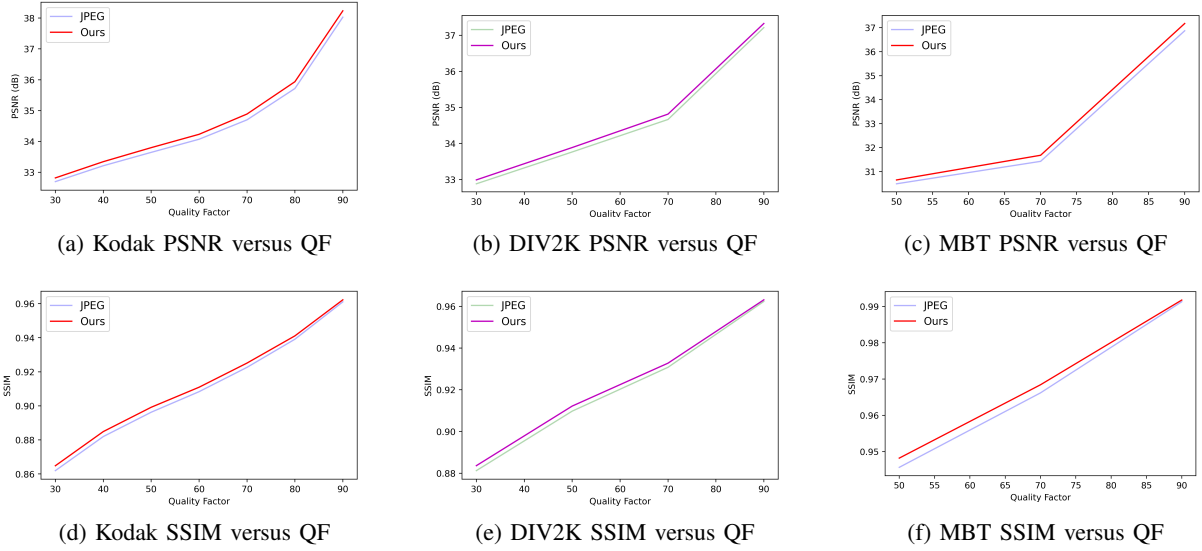 JPEG
Ours
38
37
36
35
34
33
PSNR (dB)
30 40 50 60 70 80 90
Quality Factor
(a) Kodak PSNR versus QF
JPEG
Ours
37
36
35
34
33
PSNR (dB)
30 40 50 60 70 80 90
Quality Factor
(b) DIV2K PSNR versus QF
JPEG
Ours
37
36
35
34
33
32
31
PSNR (dB)
50 55 60 65 70 75 80 85 90
Quality Factor
(c) MBT PSNR versus QF
JPEG
Ours
0.96
0.94
0.92
0.90
0.88
0.86
SSIM
30 40 50 60 70 80 90
Quality Factor
(d) Kodak SSIM versus QF
JPEG
Ours
0.96
0.94
0.92
0.90
0.88
SSIM
30 40 50 60 70 80 90
Quality Factor
(e) DIV2K SSIM versus QF
JPEG
Ours
0.99
0.98
0.97
0.96
0.95
SSIM
50 55 60 65 70 75 80 85 90
Quality Factor
(f) MBT SSIM versus QF